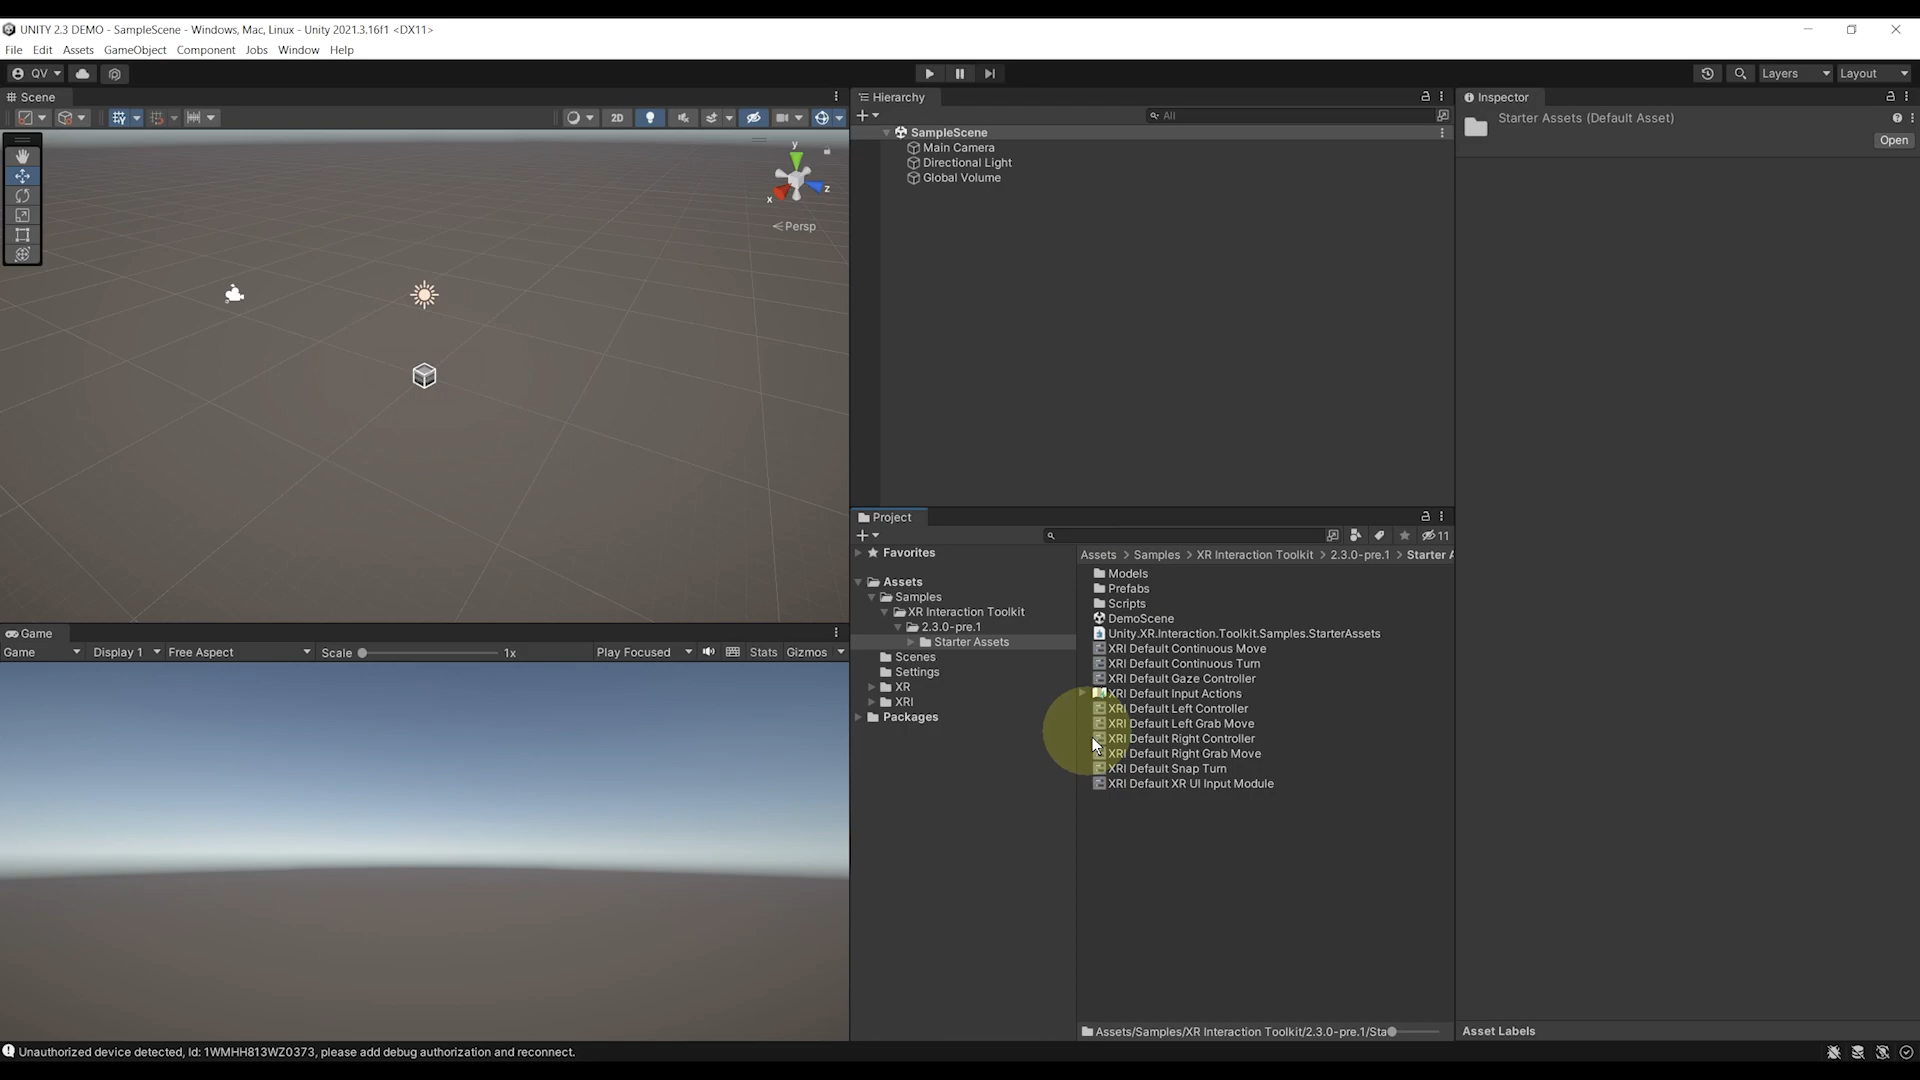 UNITY 2.3 DEMO - SampleScene - Windows, Mac, Linux - Unity 2021.3.16f1 <DX11>
File Edit Assets GameObject Component Jobs Window Help
QV Layers Layout
Scene
2D
y
x
z
Persp
Game
Game Display 1 Free Aspect Scale 1x Play Focused Stats Gizmos
Hierarchy
All
SampleScene
Main Camera
Directional Light
Global Volume
Project
11
Favorites
Assets
Samples
XR Interaction Toolkit
2.3.0-pre.1
Starter Assets
Scenes
Settings
XR
XRI
Packages
Assets > Samples > XR Interaction Toolkit > 2.3.0-pre.1 > Starter A
Models
Prefabs
Scripts
DemoScene
Unity.XR.Interaction.Toolkit.Samples.StarterAssets
XRI Default Continuous Move
XRI Default Continuous Turn
XRI Default Gaze Controller
XRI Default Input Actions
XRI Default Left Controller
XRI Default Left Grab Move
XRI Default Right Controller
XRI Default Right Grab Move
XRI Default Snap Turn
XRI Default XR UI Input Module
Assets/Samples/XR Interaction Toolkit/2.3.0-pre.1/Sta
Inspector
Starter Assets (Default Asset)
Open
Asset Labels
Unauthorized device detected, Id: 1WMHH813WZ0373, please add debug authorization and reconnect.